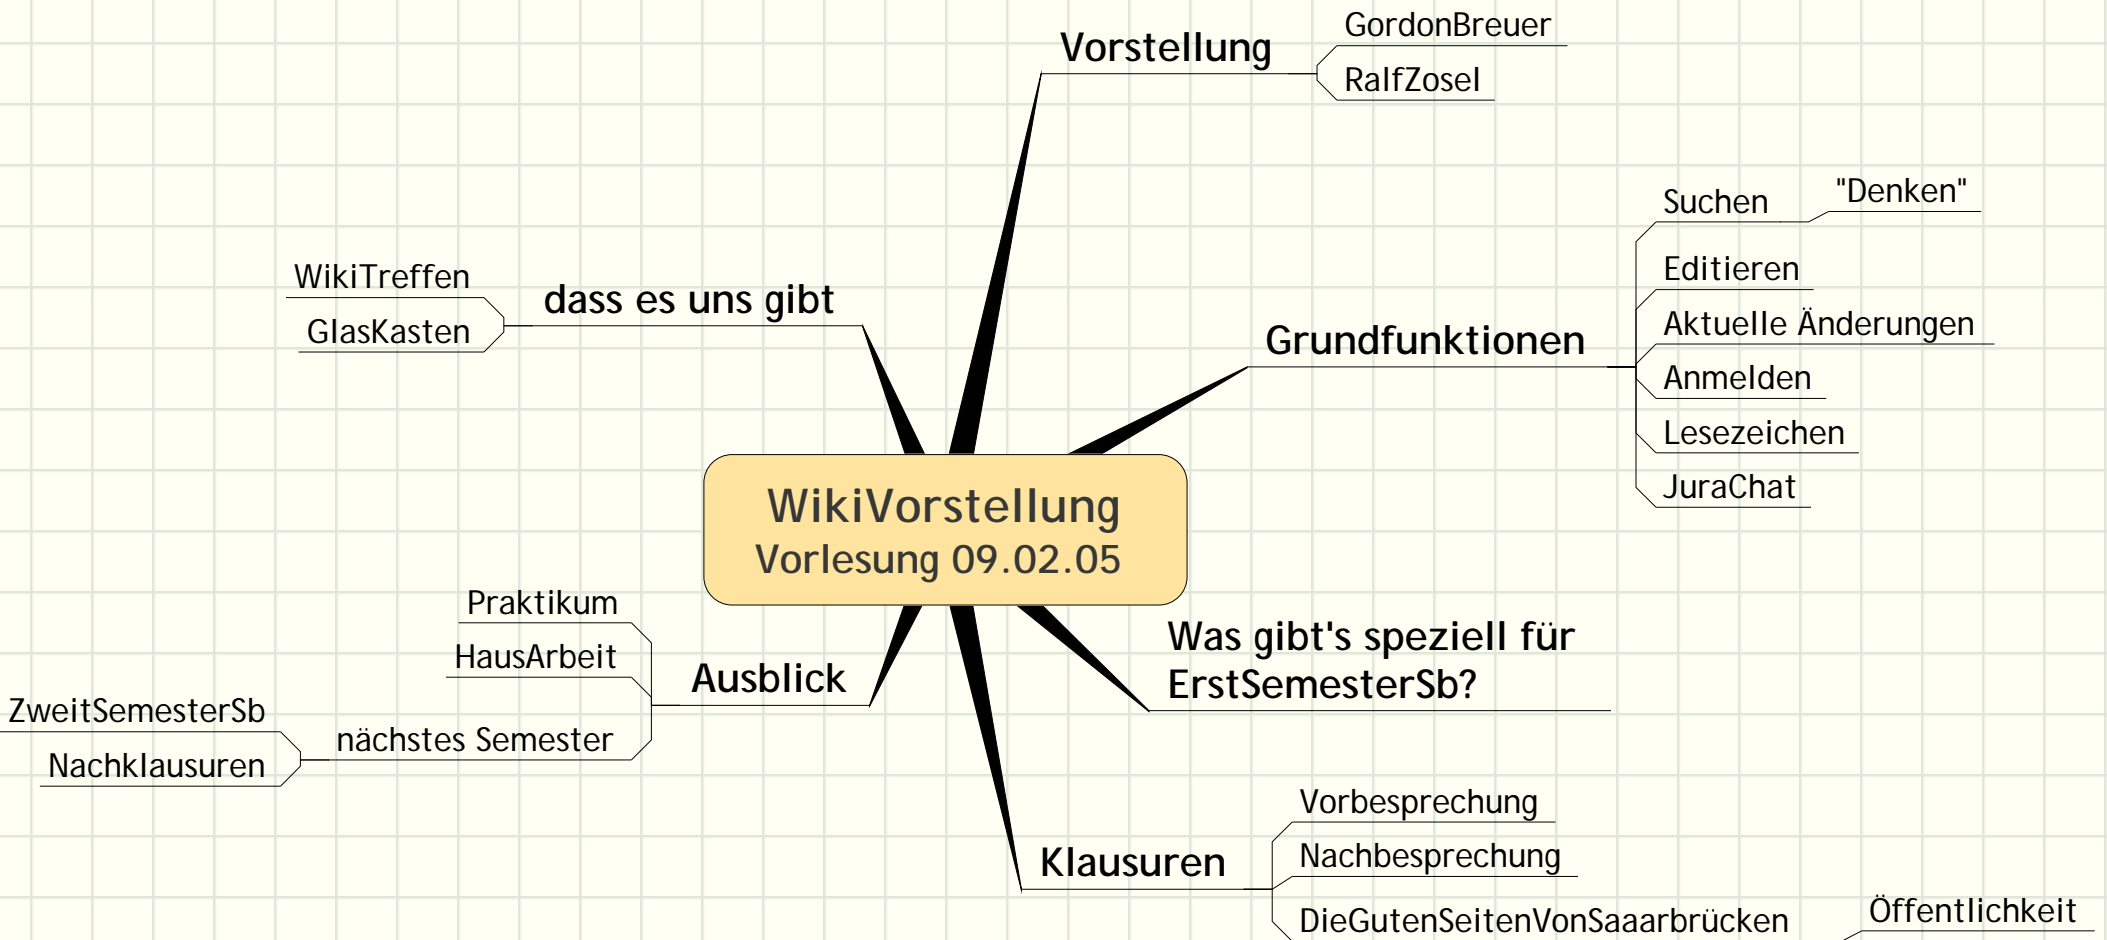 WikiVorstellung
Vorlesung 09.02.05
Vorstellung
GordonBreuer
RalfZosel
Grundfunktionen
Suchen
"Denken"
Editieren
Aktuelle Änderungen
Anmelden
Lesezeichen
JuraChat
Was gibt's speziell für
ErstSemesterSb?
Klausuren
Vorbesprechung
Nachbesprechung
DieGutenSeitenVonSaaarbrücken
Öffentlichkeit
Ausblick
Praktikum
HausArbeit
nächstes Semester
ZweitSemesterSb
Nachklausuren
dass es uns gibt
WikiTreffen
GlasKasten